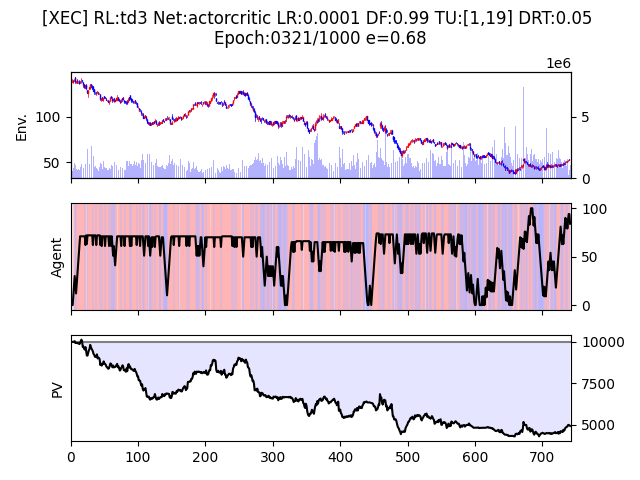 [XEC] RL:td3 Net:actorcritic LR:0.0001 DF:0.99 TU:[1,19] DRT:0.05
Epoch:0321/1000 e=0.68
1e6
Env.
100
50
5
0
Agent
100
50
0
PV
10000
7500
5000
0 100 200 300 400 500 600 700